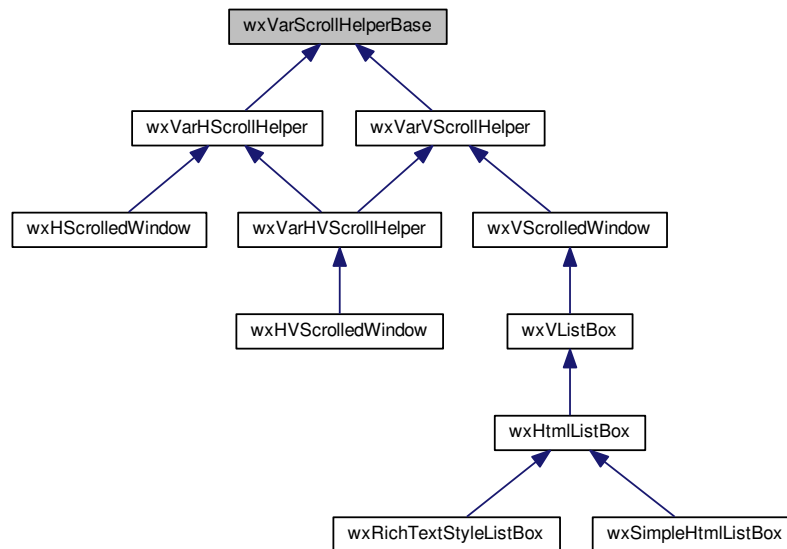 wxVarScrollHelperBase
wxVarHScrollHelper
wxVarVScrollHelper
wxHScrolledWindow
wxVarHVScrollHelper
wxVScrolledWindow
wxHVScrolledWindow
wxVListBox
wxHtmlListBox
wxRichTextStyleListBox
wxSimpleHtmlListBox